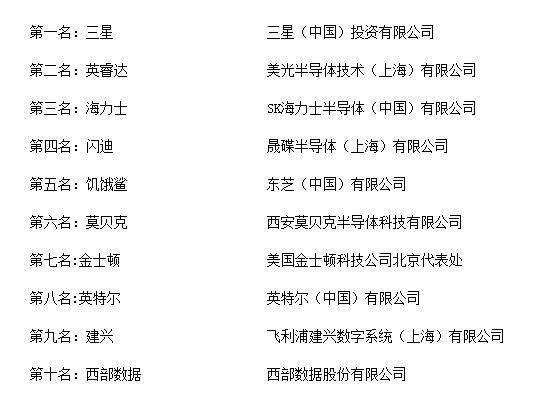 第一名：三星 三星（中国）投资有限公司
第二名：英睿达 美光半导体技术（上海）有限公司
第三名：海力士 SK海力士半导体（中国）有限公司
第四名：闪迪 晟碟半导体（上海）有限公司
第五名：饥饿鲨 东芝（中国）有限公司
第六名：莫贝克 西安莫贝克半导体科技有限公司
第七名:金士顿 美国金士顿科技公司北京代表处
第八名:英特尔 英特尔（中国）有限公司
第九名：建兴 飞利浦建兴数字系统（上海）有限公司
第十名：西部数据 西部数据股份有限公司